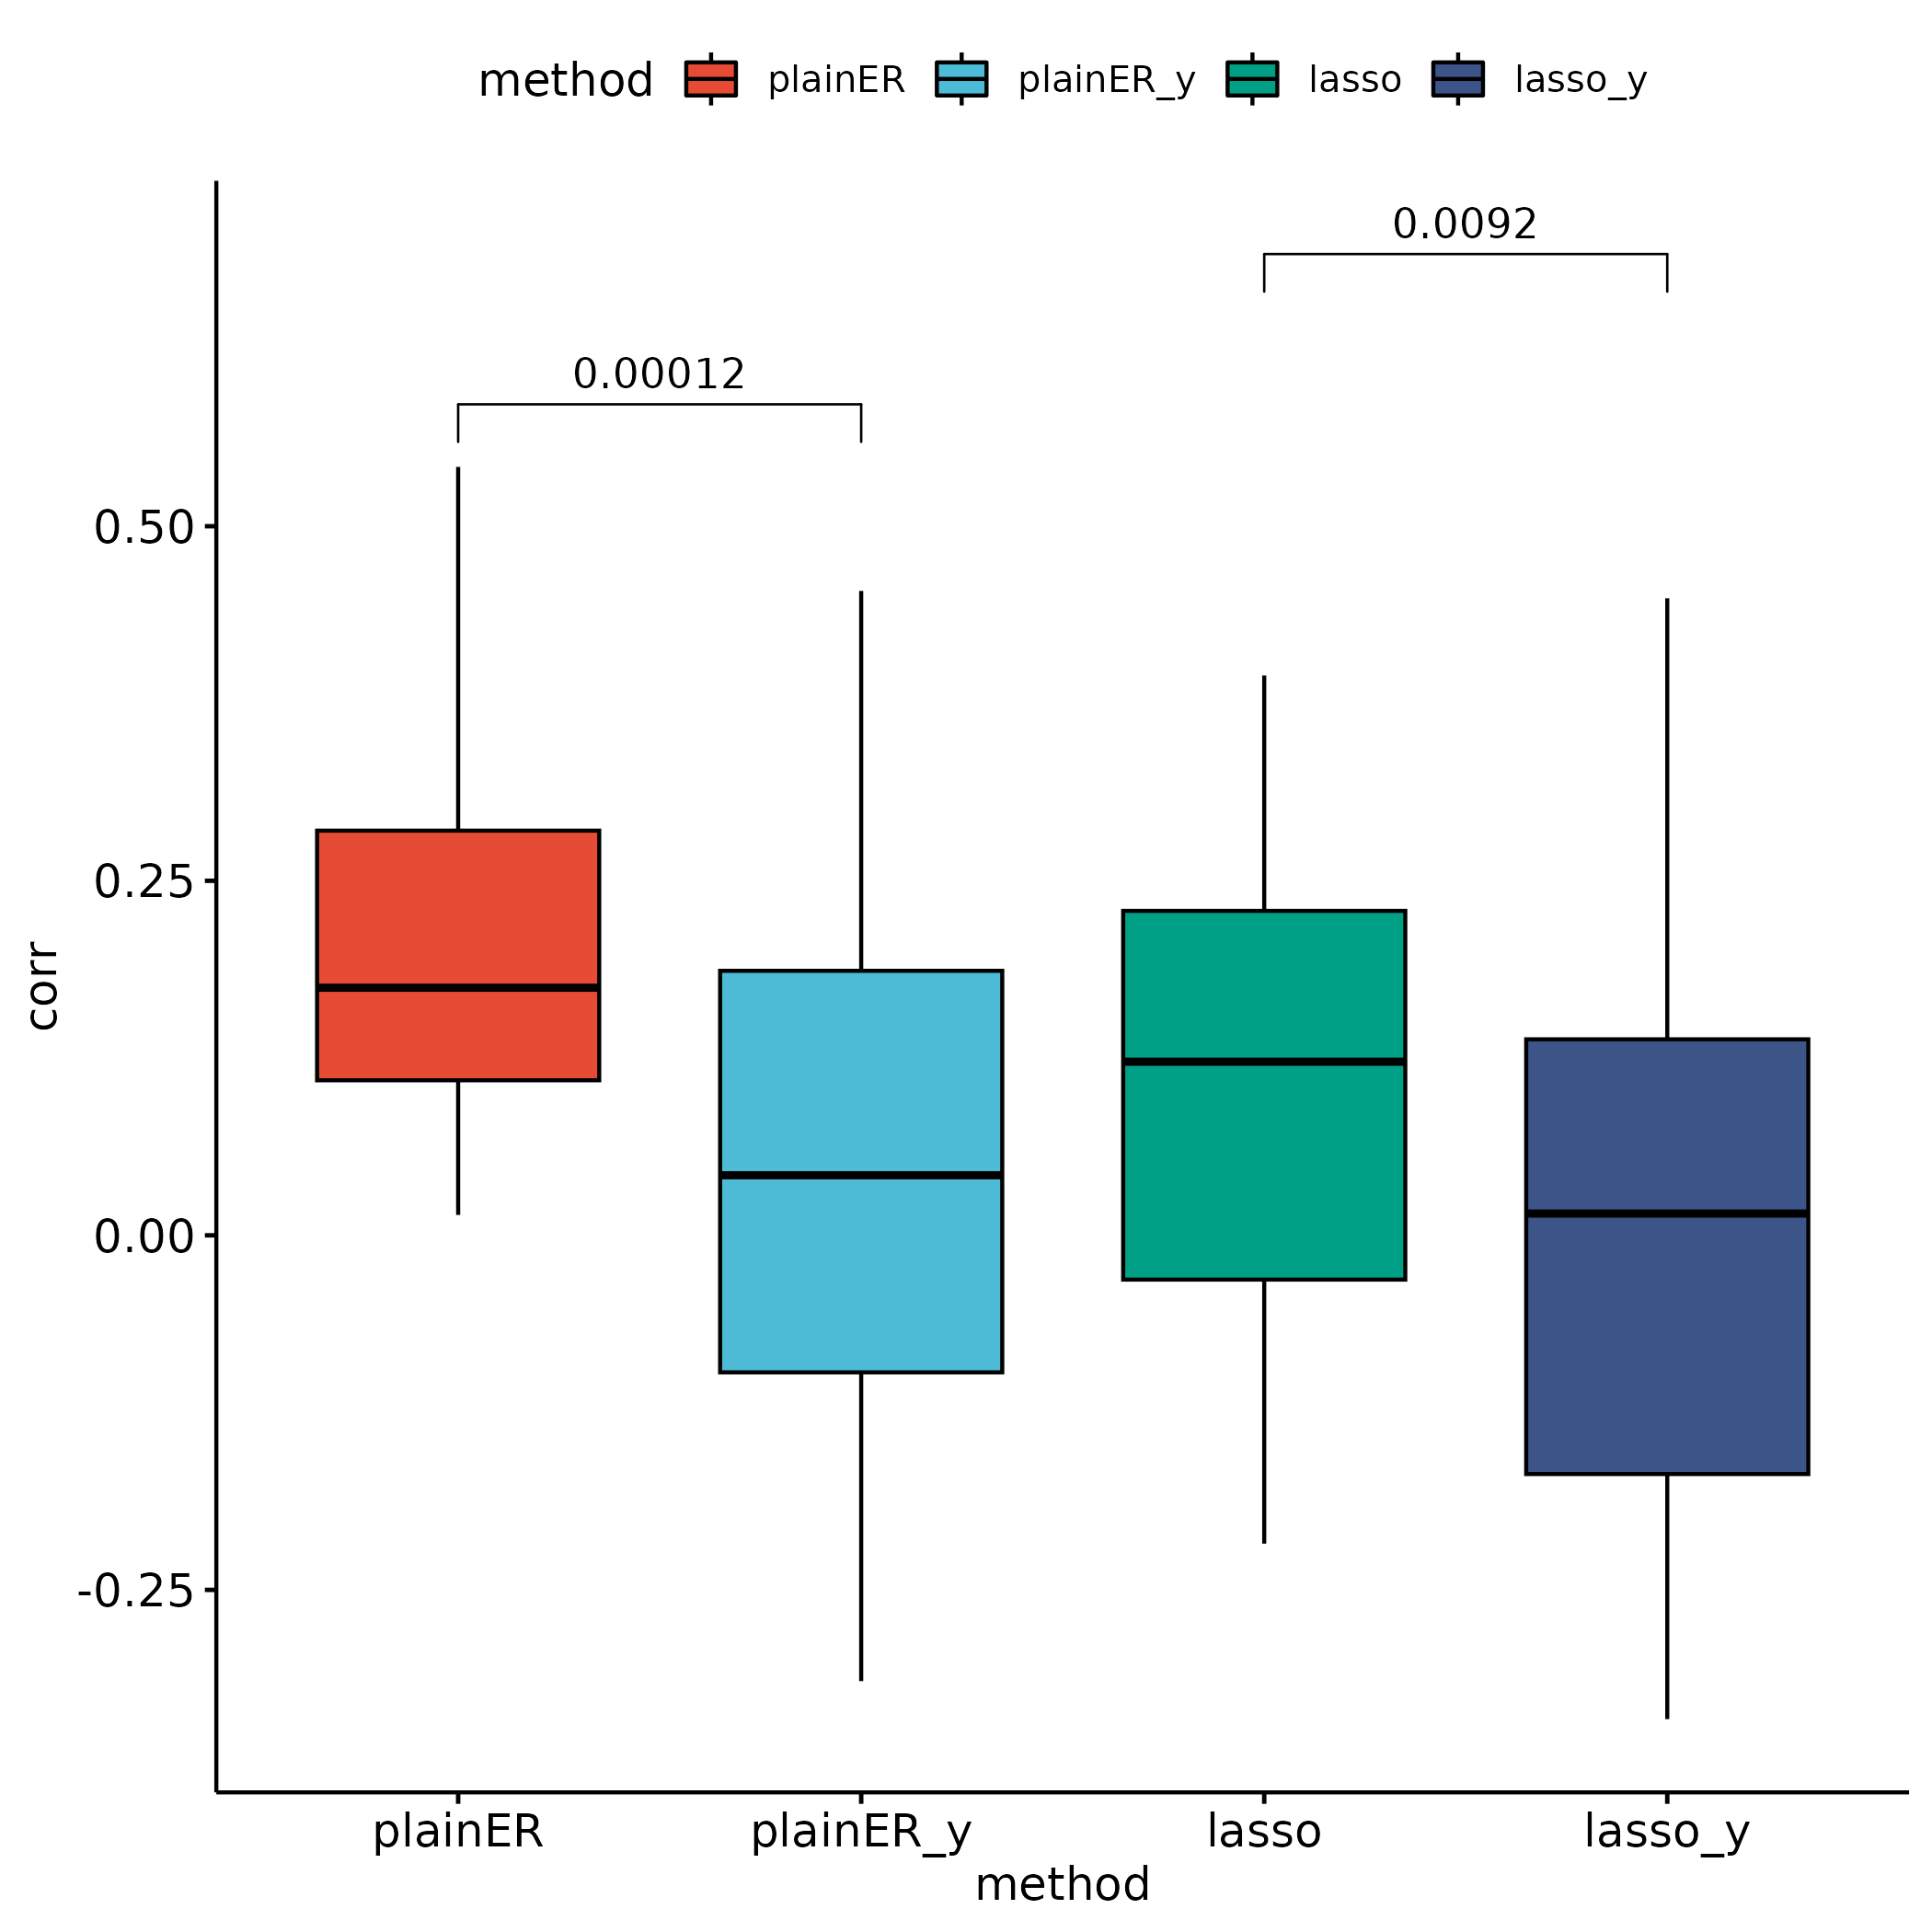 method plainER plainER_y lasso lasso_y
0.0092
0.00012
0.50
0.25
0.00
-0.25
corr
plainER plainER_y lasso lasso_y
method